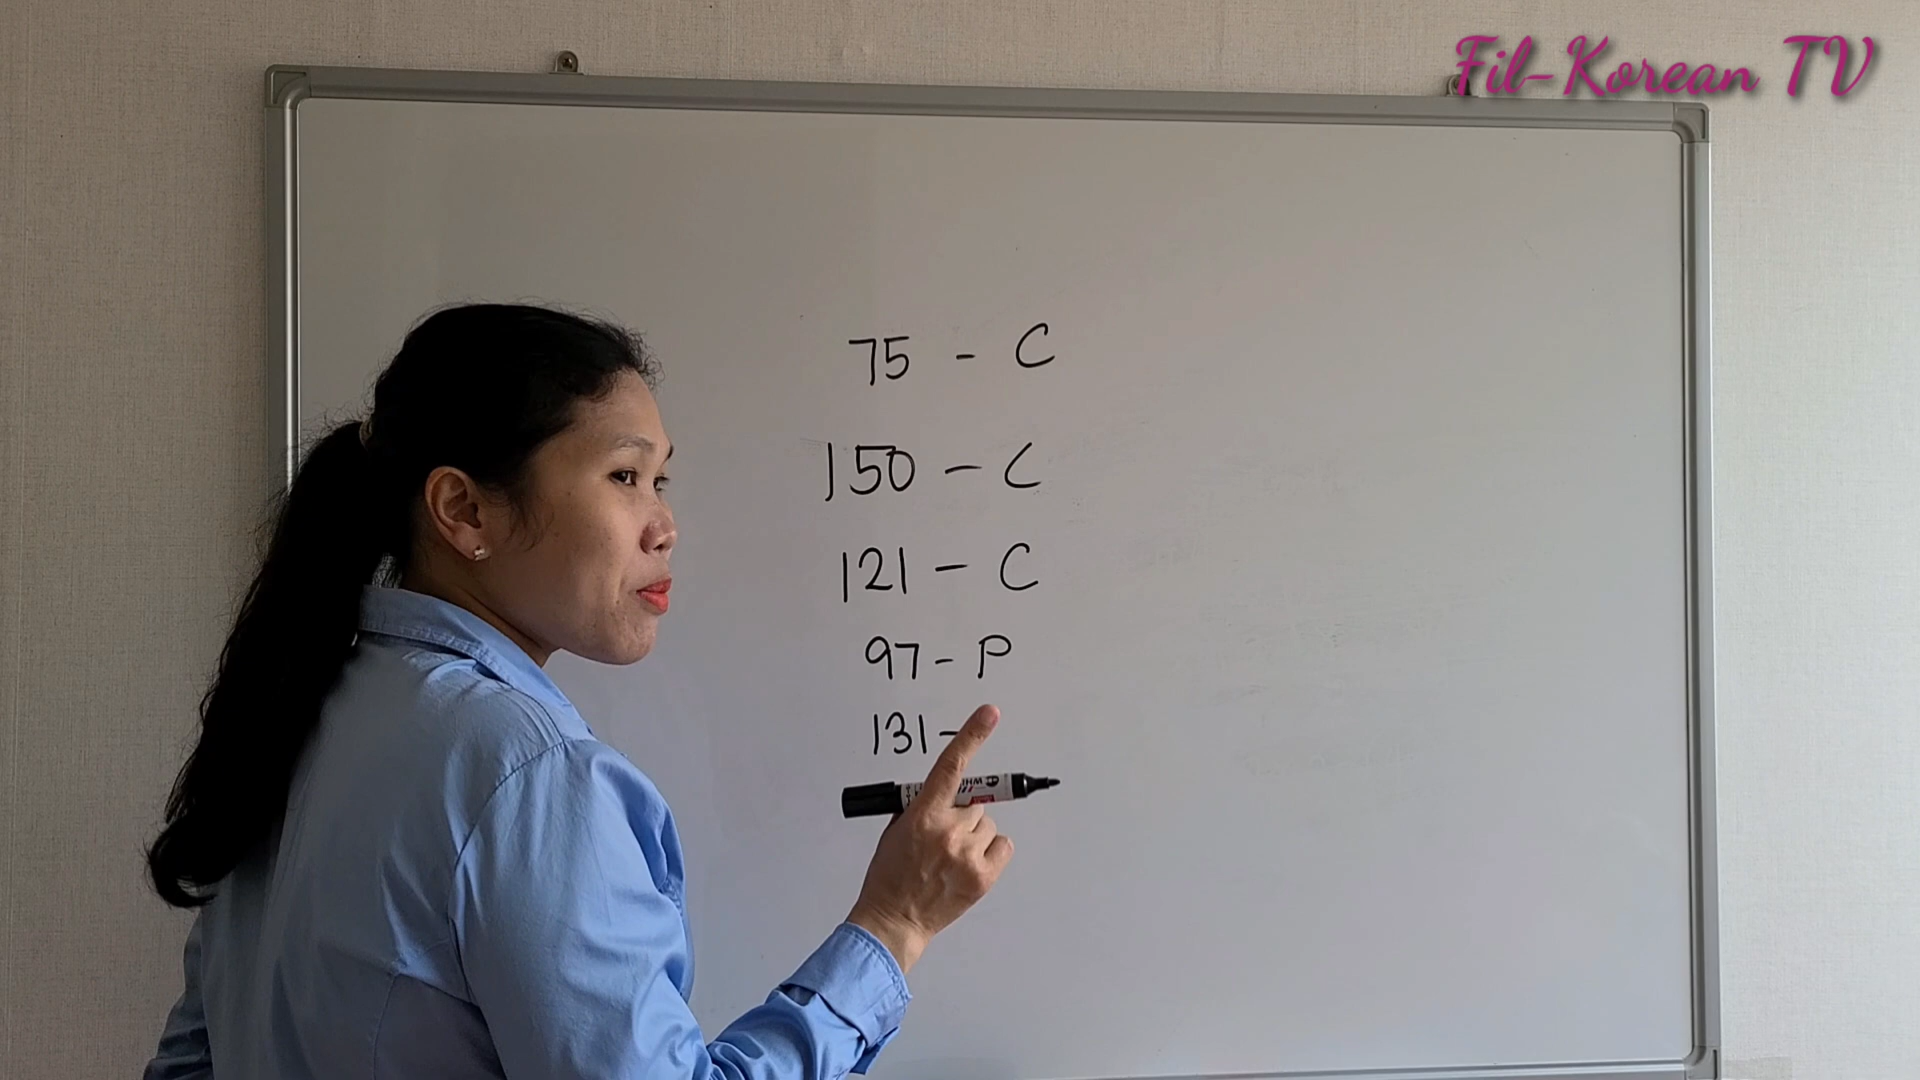 Fil-Korean TV
75 - C
150 - C
121 - C
97 - P
131 -